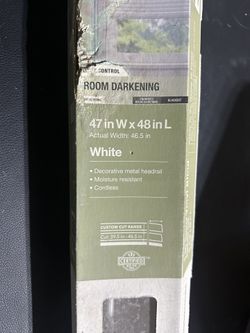 CONTROL
ROOM DARKENING
47 in W x 48 in L
Actual Width: 46.5 in
White
• Decorative metal headrail
• Moisture resistant
• Cordless
CUSTOM CUT RANGE
CERTIFIED